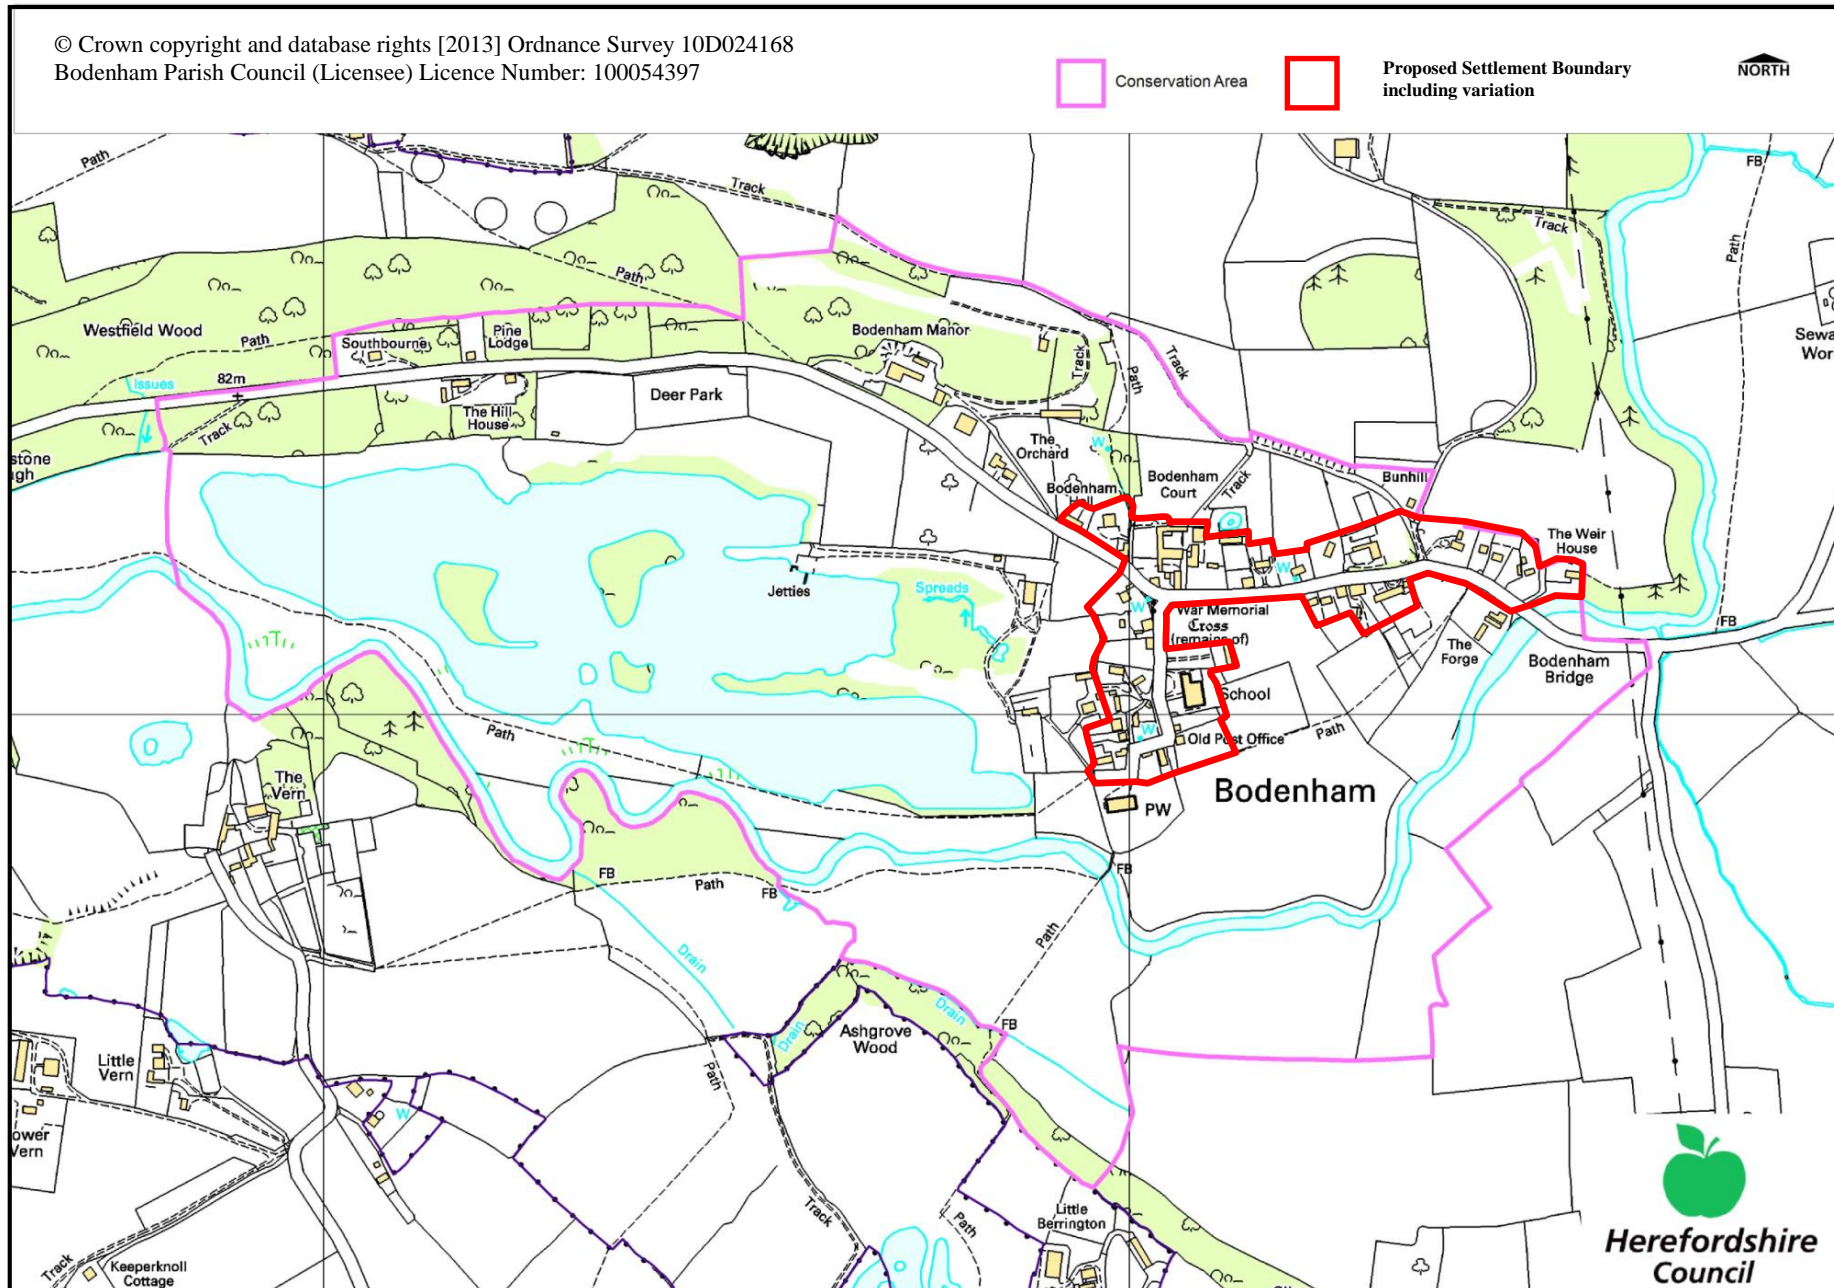 © Crown copyright and database rights [2013] Ordnance Survey 10D024168
Bodenham Parish Council (Licensee) Licence Number: 100054397
Conservation Area
Proposed Settlement Boundary
including variation
NORTH
Path
Track
FB
Track
Path
Path
Westfield Wood
Path
Southbourne
Pine
Lodge
Bodenham Manor
Track
Path
Track
Issues
82m
Track
The Hill
House
Deer Park
The
Orchard
W
Bodenham
Court
Track
Bunhill
Bodenham
The Weir
House
Jetties
Spreads
W
W
War Memorial
Cross
(remains of)
The
Forge
Bodenham
Bridge
FB
School
Path
W
Old Post Office
Path
The
Vern
Bodenham
PW
FB
Path
FB
FB
Path
Drain
Drain
Drain
Ashgrove
Wood
FB
Little
Vern
Path
W
Track
Path
Little
Berrington
Track
Keeperknoll
Cottage
Herefordshire
Council